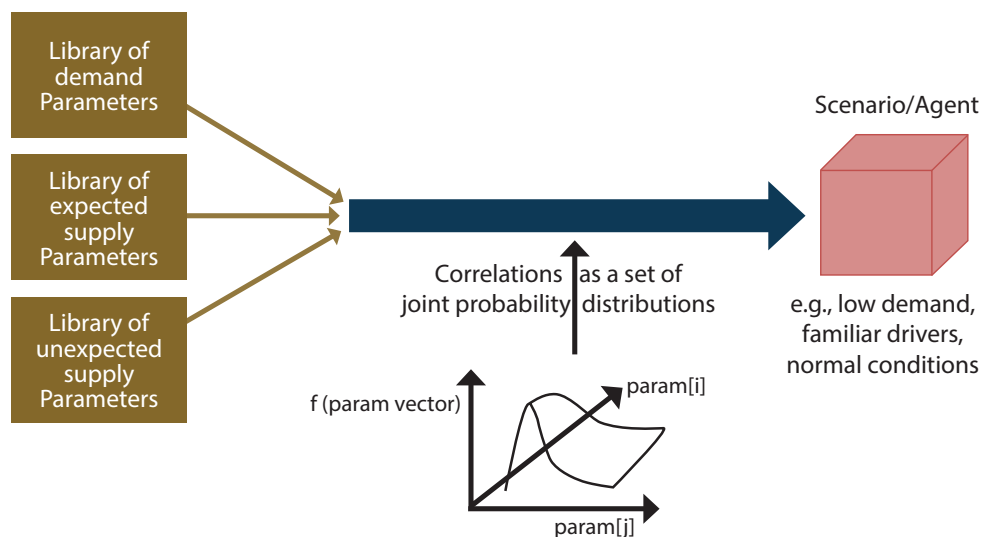 Library of
demand
Parameters
Library of
expected
supply
Parameters
Library of
unexpected
supply
Parameters
Correlations as a set of
joint probability distributions
f (param vector)
param[i]
param[j]
Scenario/Agent
e.g., low demand,
familiar drivers,
normal conditions